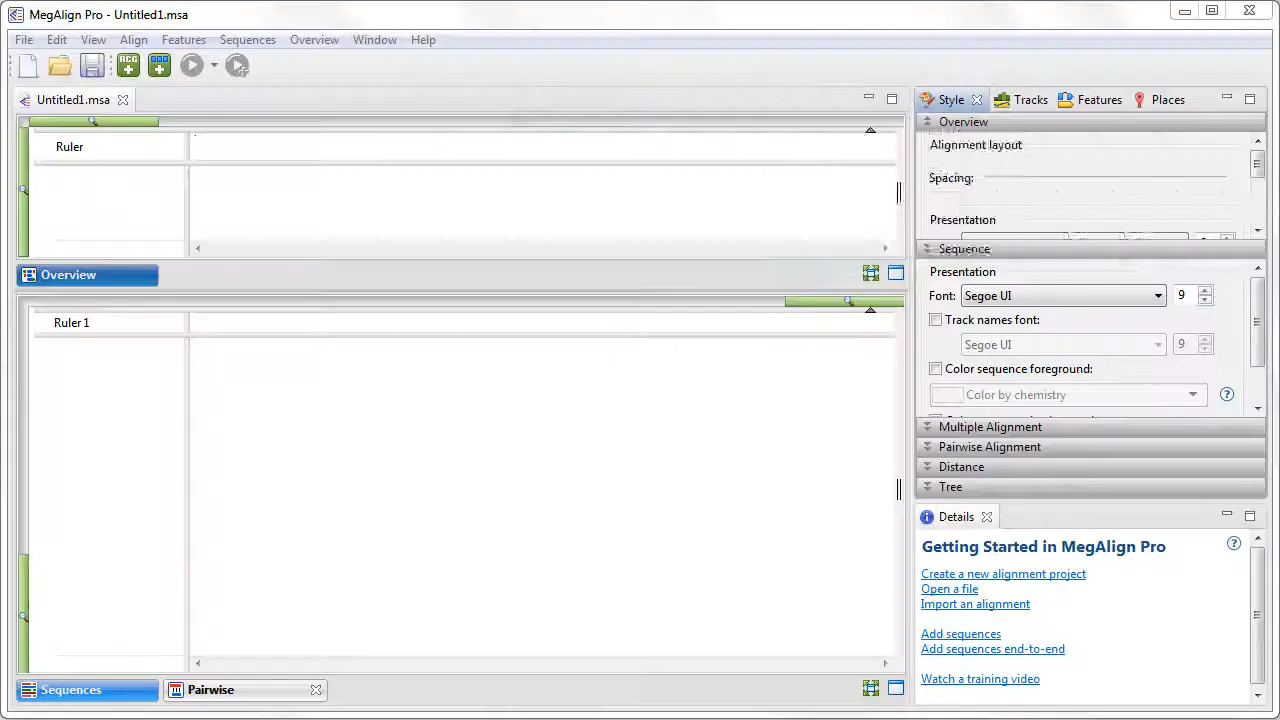 MegAlign Pro - Untitled1.msa
File Edit View Align Features Sequences Overview Window Help
ACG
Untitled1.msa
Style Tracks Features Places
Overview
Ruler
Alignment layout
Spacing:
Presentation
Overview
Sequence
Presentation
Font: Segoe UI 9
Ruler 1
Track names font:
Segoe UI 9
Color sequence foreground:
Color by chemistry
Multiple Alignment
Pairwise Alignment
Distance
Tree
Details
Getting Started in MegAlign Pro
Create a new alignment project
Open a file
Import an alignment
Add sequences
Add sequences end-to-end
Watch a training video
Sequences Pairwise